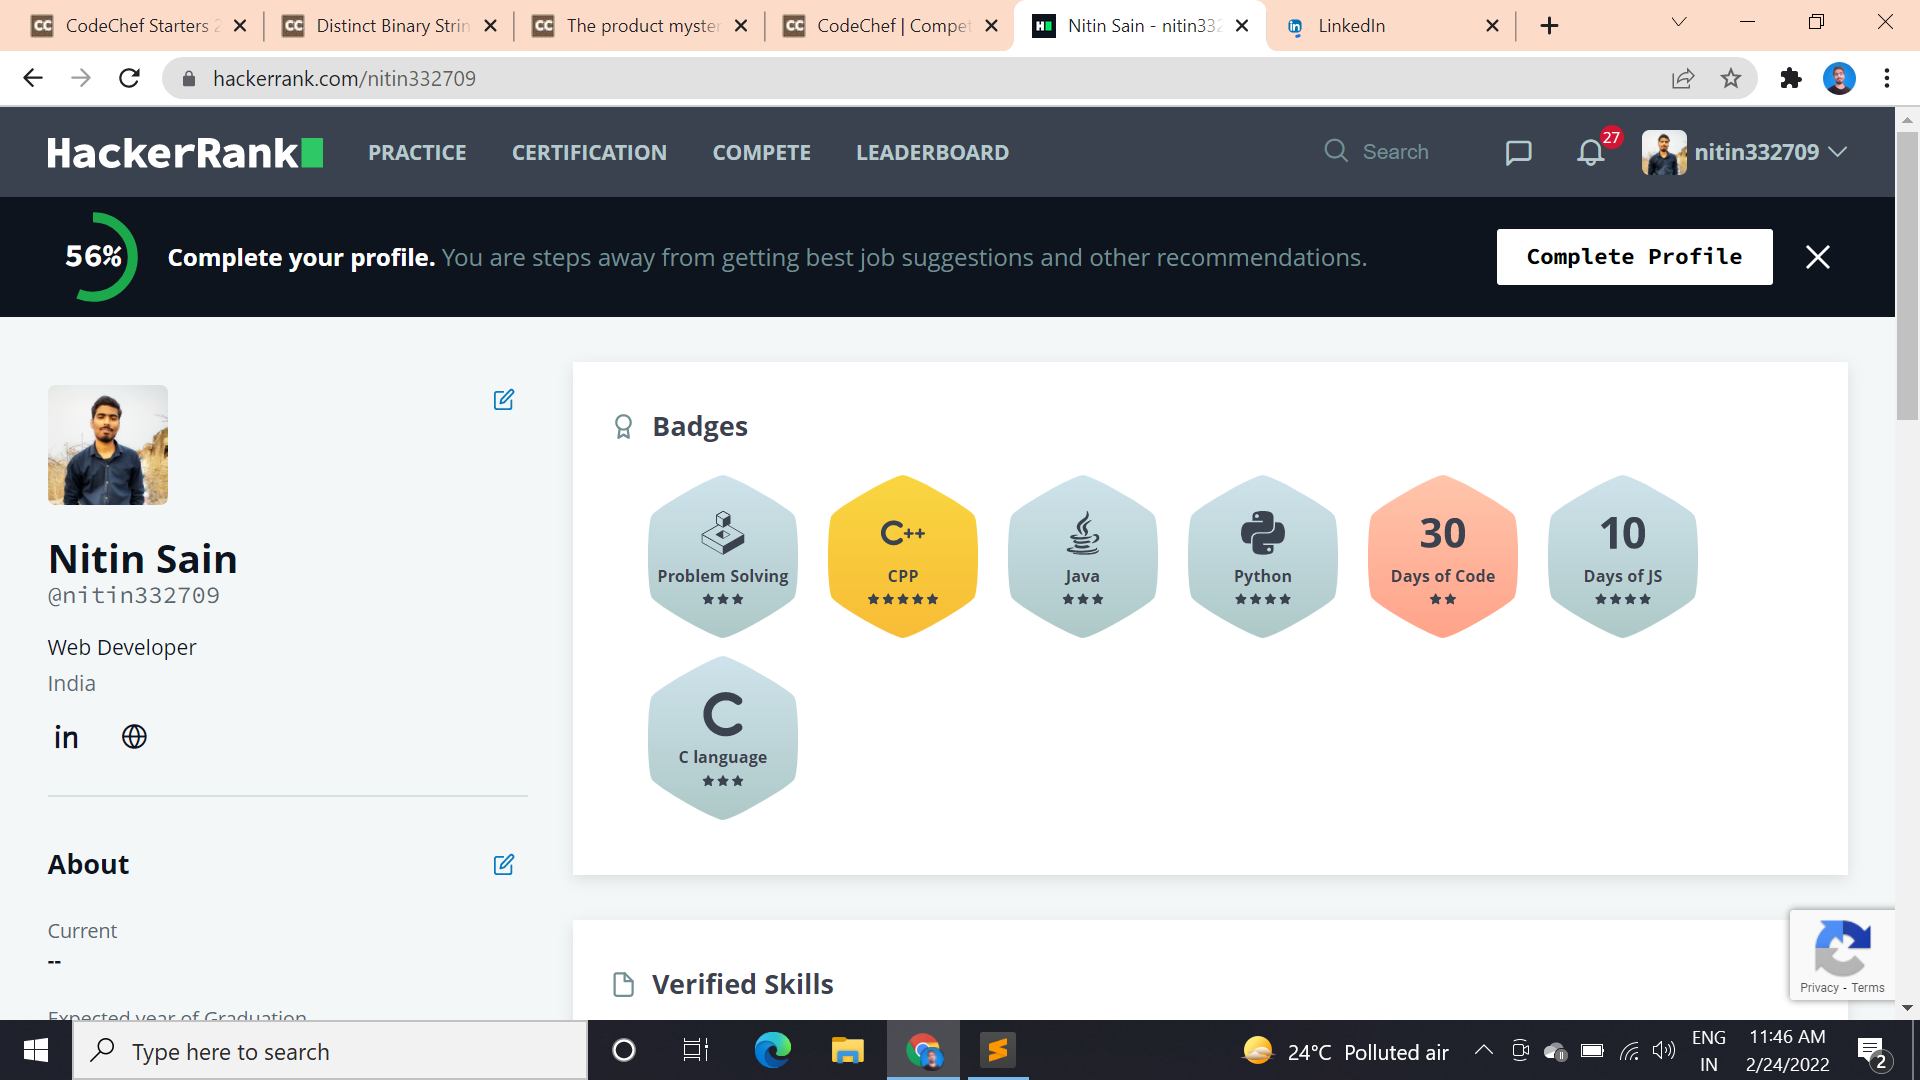 CodeChef Starters 2
Distinct Binary Strin
The product myster
CodeChef | Compet
Nitin Sain - nitin332
LinkedIn
hackerrank.com/nitin332709
HackerRank
PRACTICE
CERTIFICATION
COMPETE
LEADERBOARD
Search
27
nitin332709
56%
Complete your profile. You are steps away from getting best job suggestions and other recommendations.
Complete Profile
Nitin Sain
@nitin332709
Web Developer
India
in
About
Current
--
Expected year of Graduation
Badges
Problem Solving
C++
CPP
Java
Python
30
Days of Code
10
Days of JS
C
C language
Verified Skills
Privacy - Terms
Type here to search
24°C Polluted air
ENG
IN
11:46 AM
2/24/2022
2